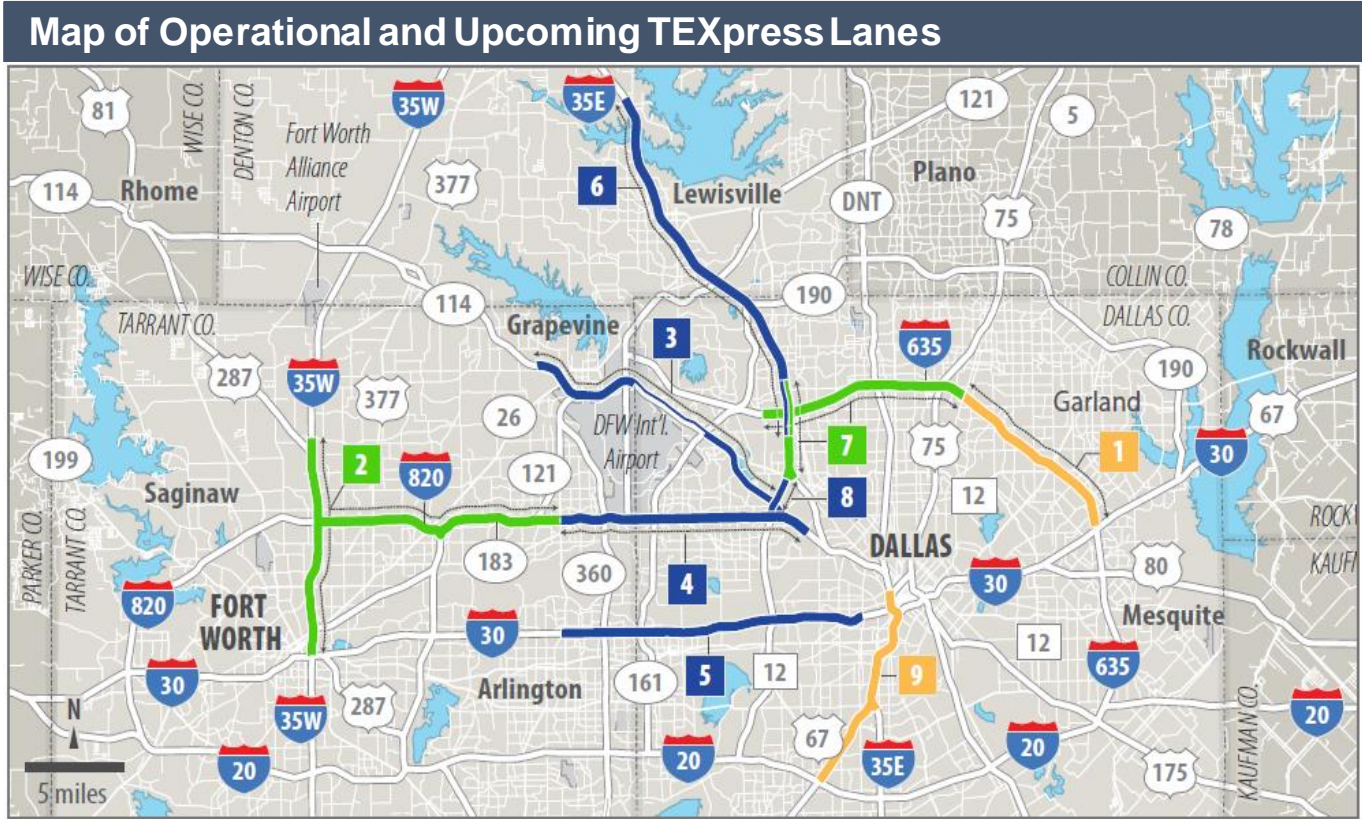 Map of Operational and Upcoming TEXpress Lanes
81
WISE CO.
DENTON CO.
35W
Fort Worth
Alliance
Airport
377
35E
6
Lewisville
121
5
Plano
DNT
75
78
114
Rhome
WISE CO.
TARRANT CO.
114
Grapevine
3
190
COLLIN CO.
DALLAS CO.
635
Rockwall
190
67
287
35W
377
26
DFW Int'l.
Airport
Garland
7
75
1
30
199
Saginaw
2
820
121
8
12
ROCKW
KAUFM
PARKER CO.
TARRANT CO.
183
360
DALLAS
4
30
80
820
FORT
WORTH
30
Mesquite
12
635
30
Arlington
161
5
12
9
N
35W
287
67
20
20
20
35E
20
175
KAUFMAN CO.
5 miles